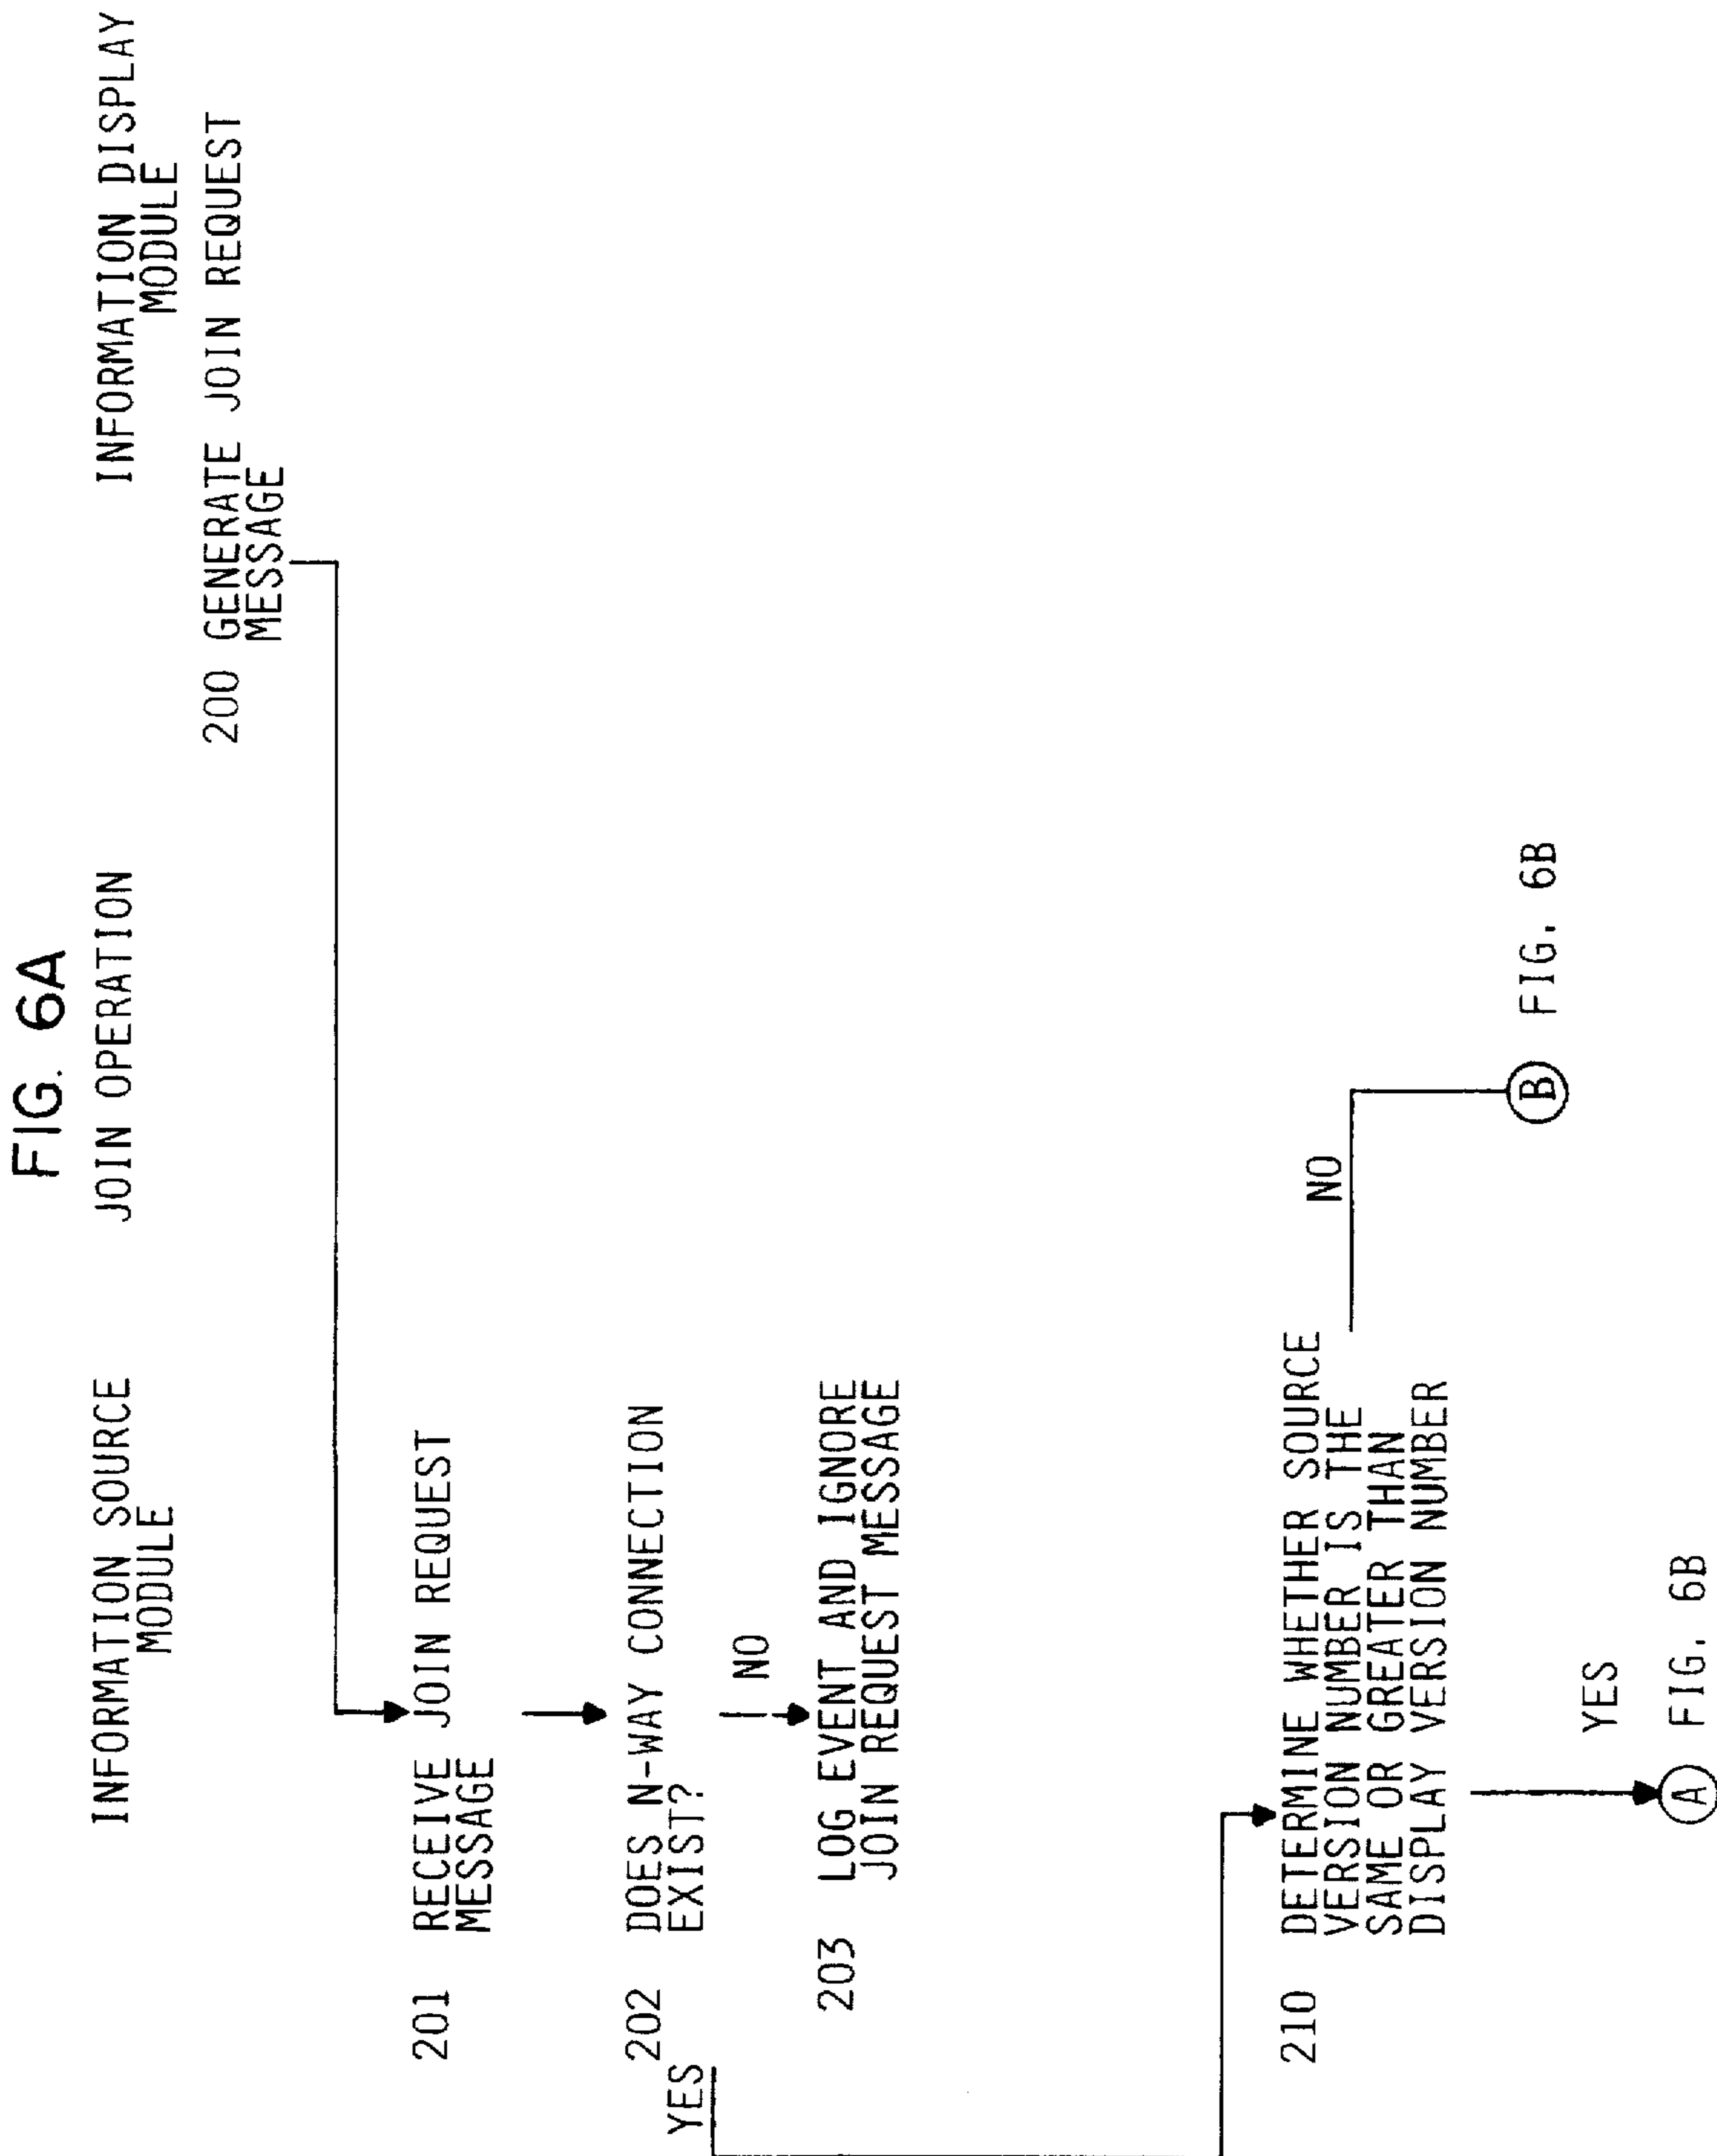 FIG. 6A
JOIN OPERATION
INFORMATION SOURCE
MODULE
INFORMATION DISPLAY
MODULE
200 GENERATE JOIN REQUEST
MESSAGE
201 RECEIVE JOIN REQUEST
MESSAGE
202 DOES N-WAY CONNECTION
EXIST?
YES
NO
203 LOG EVENT AND IGNORE
JOIN REQUEST MESSAGE
210 DETERMINE WHETHER SOURCE
VERSION NUMBER IS THE
SAME OR GREATER THAN
DISPLAY VERSION NUMBER
NO
B FIG. 6B
YES
A FIG. 6B